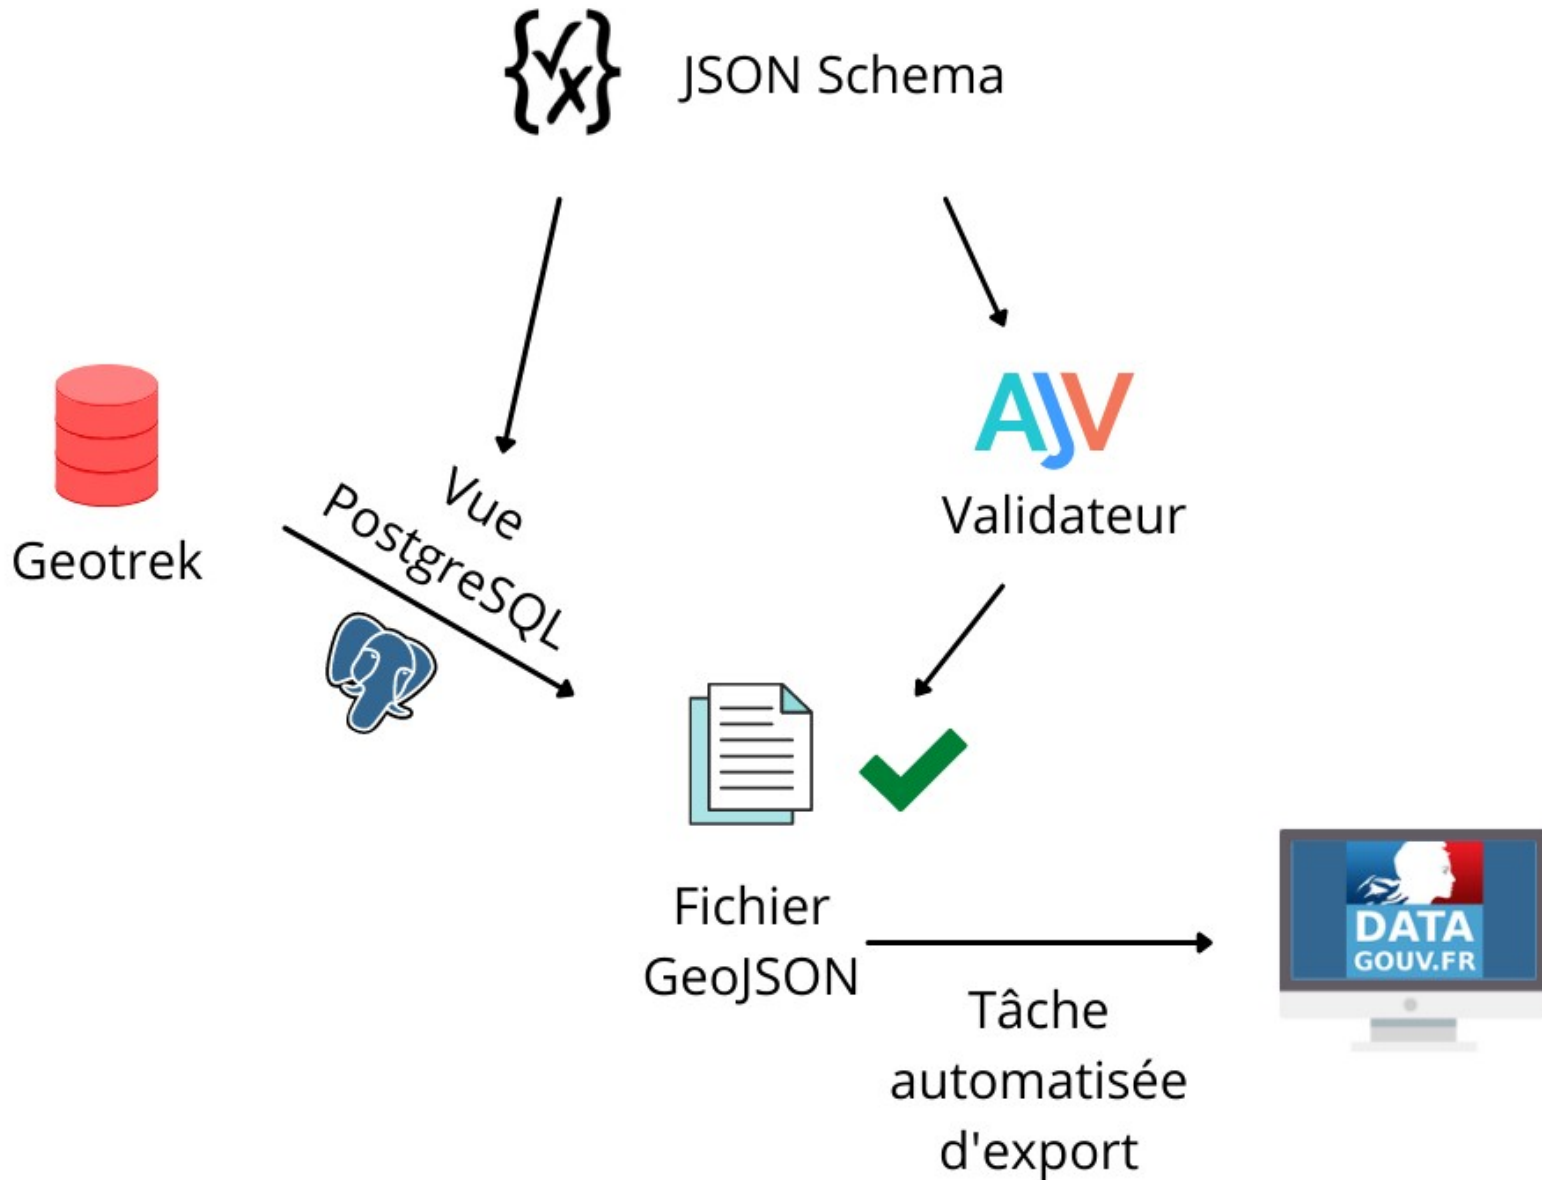 JSON Schema
AJV
Validateur
Vue
PostgreSQL
Geotrek
Fichier
GeoJSON
DATA
GOUV.FR
Tâche
automatisée
d'export